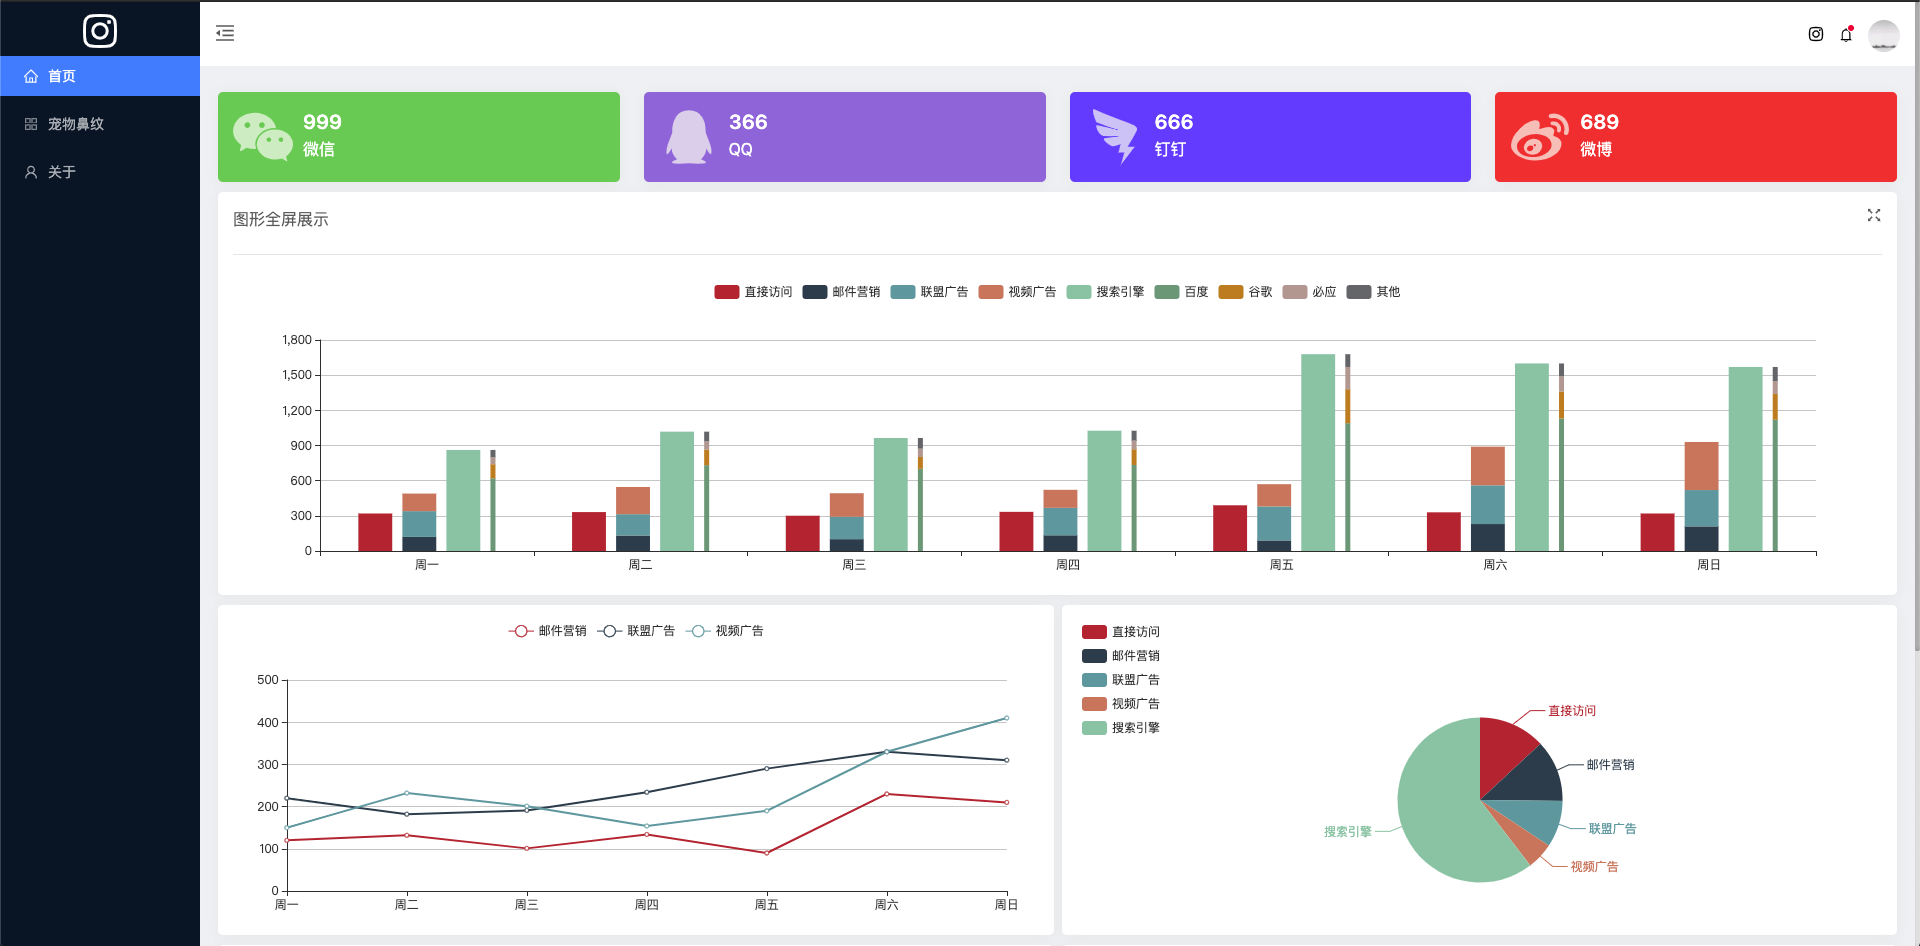 首页
宠物鼻纹
关于
999
微信
366
QQ
666
钉钉
689
微博
图形全屏展示
直接访问 邮件营销 联盟广告 视频广告 搜索引擎 百度 谷歌 必应 其他
1,800
1,500
1,200
900
600
300
0
周一 周二 周三 周四 周五 周六 周日
邮件营销 联盟广告 视频广告
500
400
300
200
100
0
周一 周二 周三 周四 周五 周六 周日
直接访问
邮件营销
联盟广告
视频广告
搜索引擎
直接访问
邮件营销
联盟广告
搜索引擎
视频广告